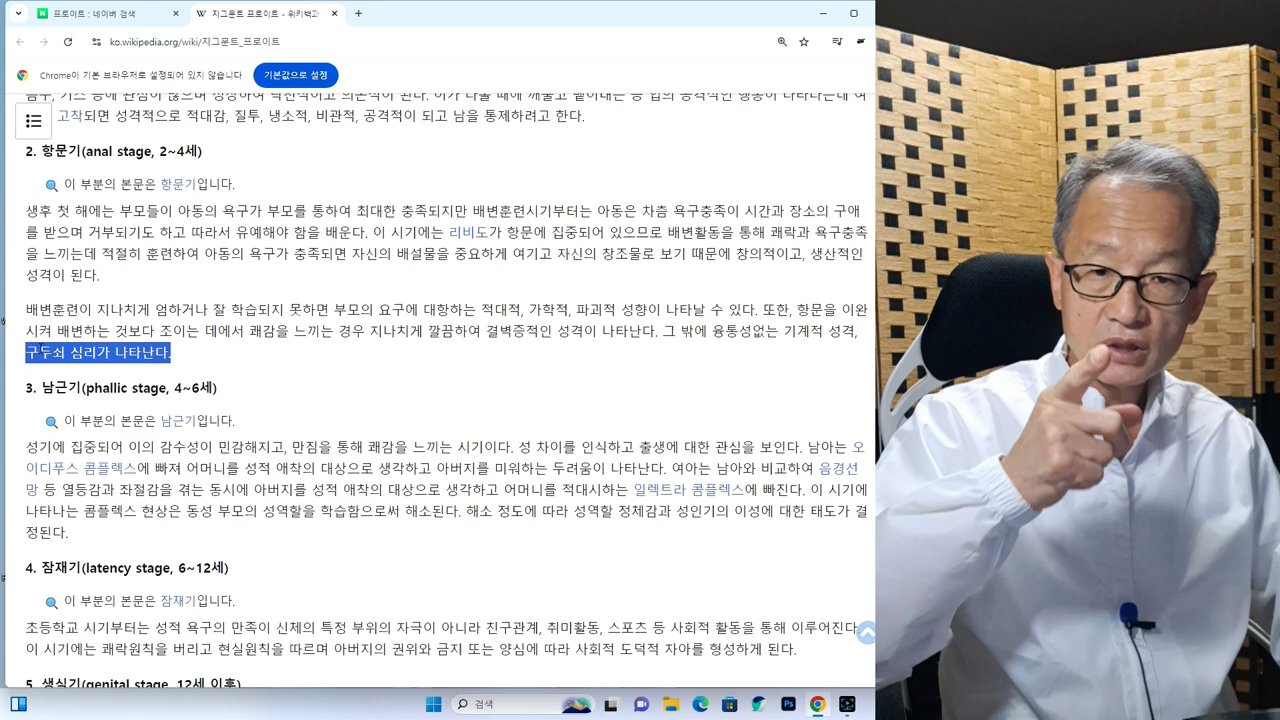 프로이트 : 네이버 검색
지그문트 프로이트 - 위키백과
ko.wikipedia.org/wiki/지그문트_프로이트
Chrome이 기본 브라우저로 설정되어 있지 않습니다
기본값으로 설정
고착되면 성격적으로 적대감, 질투, 냉소적, 비관적, 공격적이 되고 남을 통제하려고 한다.
2. 항문기(anal stage, 2~4세)
이 부분의 본문은 항문기입니다.
생후 첫 해에는 부모들이 아동의 욕구가 부모를 통하여 최대한 충족되지만 배변훈련시기부터는 아동은 차츰 욕구충족이 시간과 장소의 구애
를 받으며 거부되기도 하고 따라서 유예해야 함을 배운다. 이 시기에는 리비도가 항문에 집중되어 있으므로 배변활동을 통해 쾌락과 욕구충족
을 느끼는데 적절히 훈련하여 아동의 욕구가 충족되면 자신의 배설물을 중요하게 여기고 자신의 창조물로 보기 때문에 창의적이고, 생산적인
성격이 된다.
배변훈련이 지나치게 엄하거나 잘 학습되지 못하면 부모의 요구에 대항하는 적대적, 가학적, 파괴적 성향이 나타날 수 있다. 또한, 항문을 이완
시켜 배변하는 것보다 조이는 데에서 쾌감을 느끼는 경우 지나치게 깔끔하여 결벽증적인 성격이 나타난다. 그 밖에 융통성없는 기계적 성격,
구두쇠 심리가 나타난다.
3. 남근기(phallic stage, 4~6세)
이 부분의 본문은 남근기입니다.
성기에 집중되어 이의 감수성이 민감해지고, 만짐을 통해 쾌감을 느끼는 시기이다. 성 차이를 인식하고 출생에 대한 관심을 보인다. 남아는 오
이디푸스 콤플렉스에 빠져 어머니를 성적 애착의 대상으로 생각하고 아버지를 미워하는 두려움이 나타난다. 여아는 남아와 비교하여 음경선
망 등 열등감과 좌절감을 겪는 동시에 아버지를 성적 애착의 대상으로 생각하고 어머니를 적대시하는 일렉트라 콤플렉스에 빠진다. 이 시기에
나타나는 콤플렉스 현상은 동성 부모의 성역할을 학습함으로써 해소된다. 해소 정도에 따라 성역할 정체감과 성인기의 이성에 대한 태도가 결
정된다.
4. 잠재기(latency stage, 6~12세)
이 부분의 본문은 잠재기입니다.
초등학교 시기부터는 성적 욕구의 만족이 신체의 특정 부위의 자극이 아니라 친구관계, 취미활동, 스포츠 등 사회적 활동을 통해 이루어진다.
이 시기에는 쾌락원칙을 버리고 현실원칙을 따르며 아버지의 권위와 금지 또는 양심에 따라 사회적 도덕적 자아를 형성하게 된다.
5. 생식기(genital stage, 12세 이후)
검색
Ps